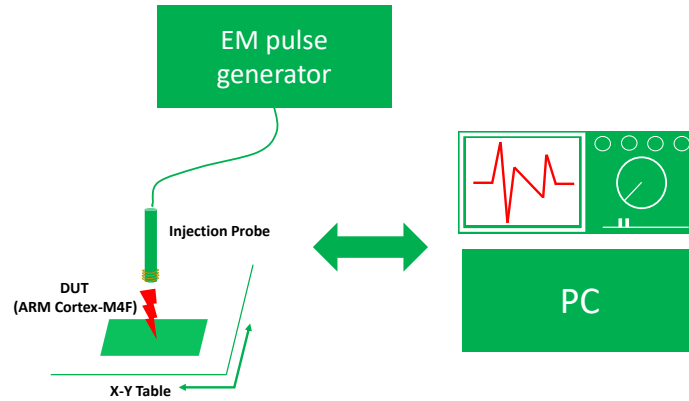 EM pulse
generator
Injection Probe
DUT
(ARM Cortex-M4F)
X-Y Table
PC